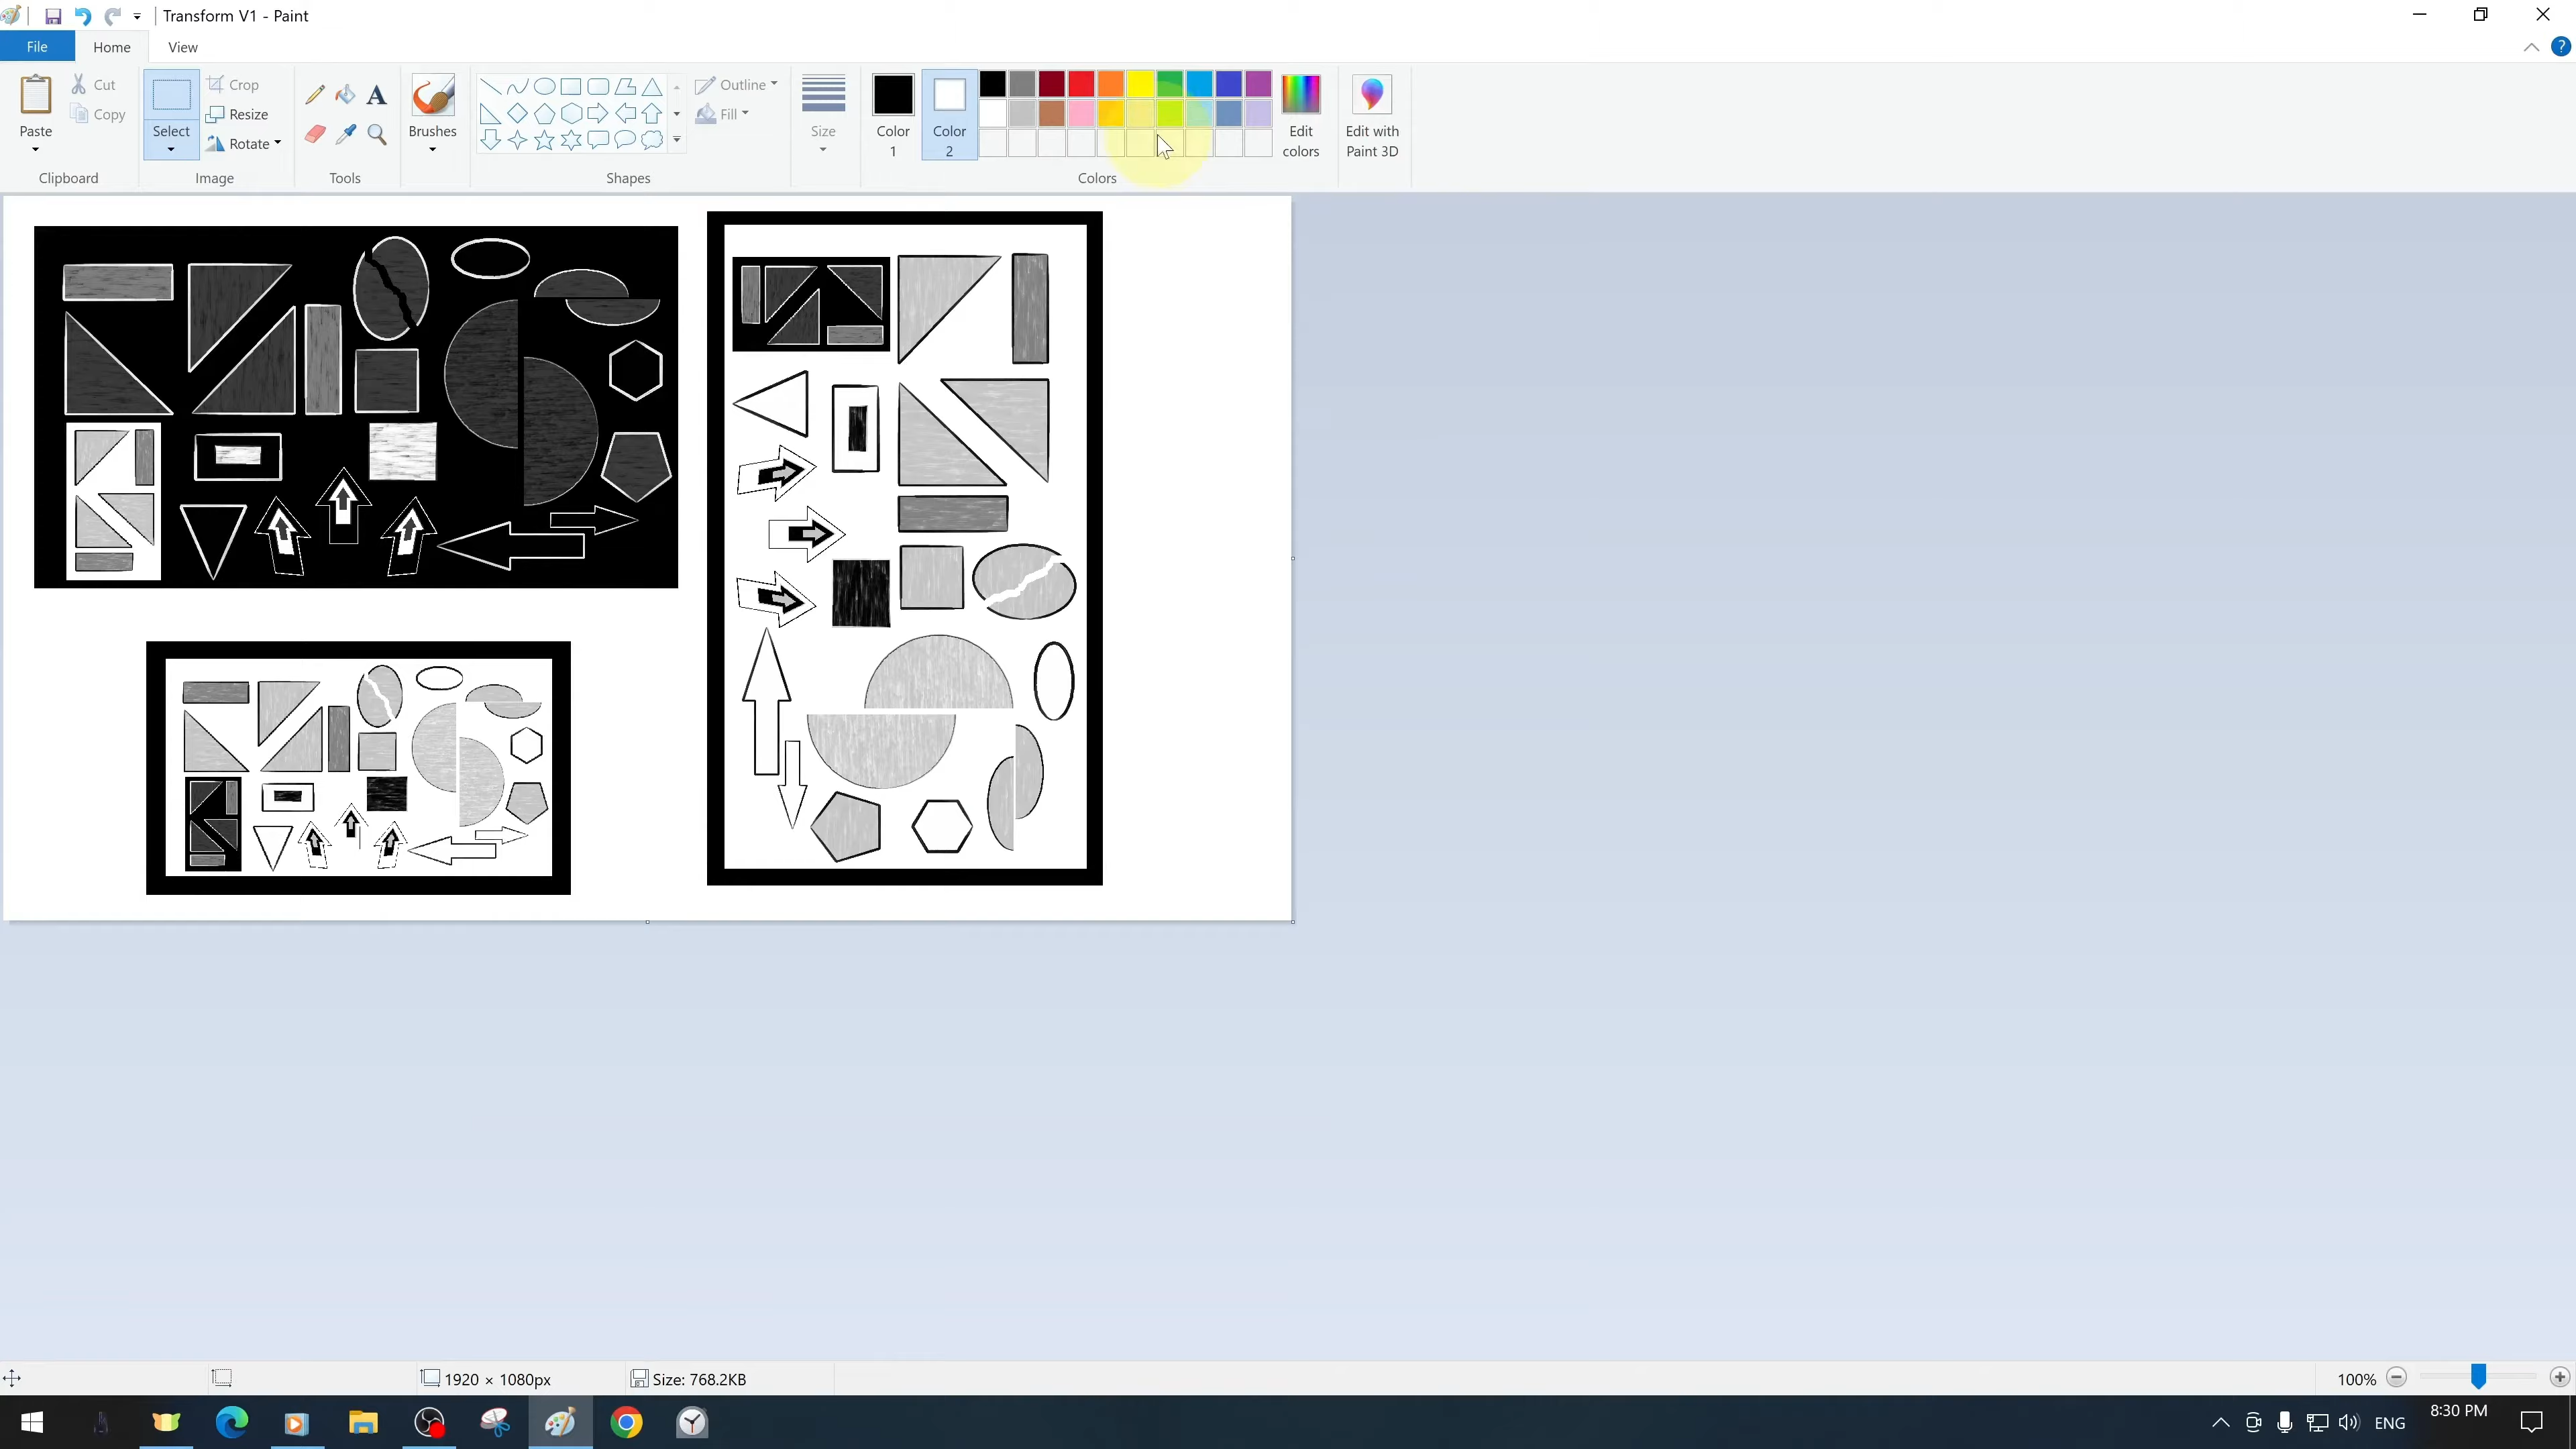 Transform V1 - Paint
File
Home
View
Paste
Cut
Copy
Clipboard
Select
Crop
Resize
Rotate
Image
Tools
Brushes
Shapes
Outline
Fill
Size
Color
1
Color
2
Colors
Edit
colors
Edit with
Paint 3D
1920 × 1080px
Size: 768.2KB
100%
ENG
8:30 PM